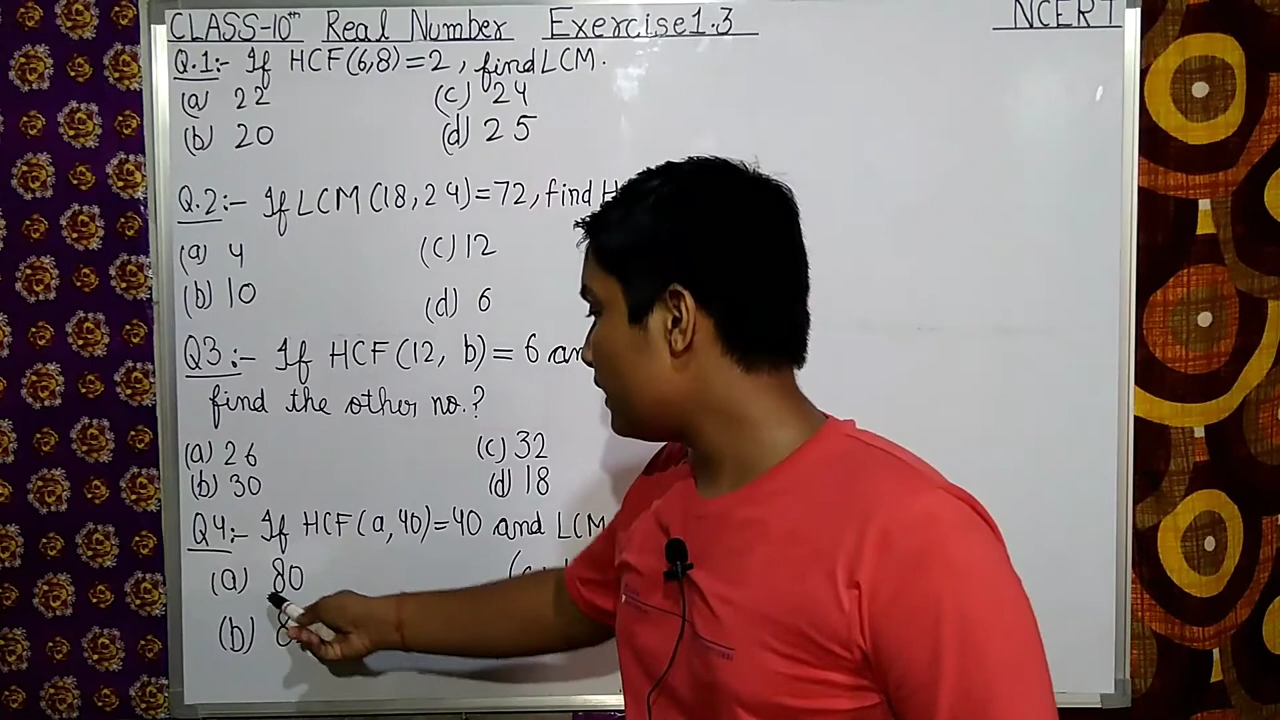 CLASS-10th Real Number Exercise1.3 NCERT
Q.1:- If HCF(6,8)=2, find LCM.
(a) 22 (c) 24
(b) 20 (d) 25
Q.2:- If LCM(18,24)=72, find H
(a) 4 (c) 12
(b) 10 (d) 6
Q3:- If HCF(12, b)= 6 an
find the other no.?
(a) 26 (c) 32
(b) 30 (d) 18
Q4:- If HCF(a,40)=40 and LCM
(a) 80
(b)